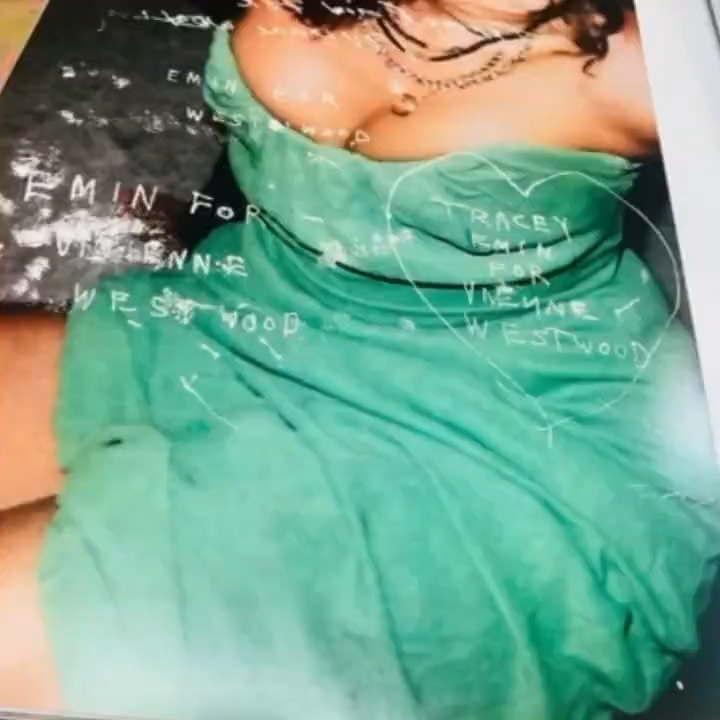 EMIN FOR
WESTWOOD
EMIN FOR
VIVIENNE
WESTWOOD
TRACEY
EMIN
FOR
VIVIENNE
WESTWOOD
X